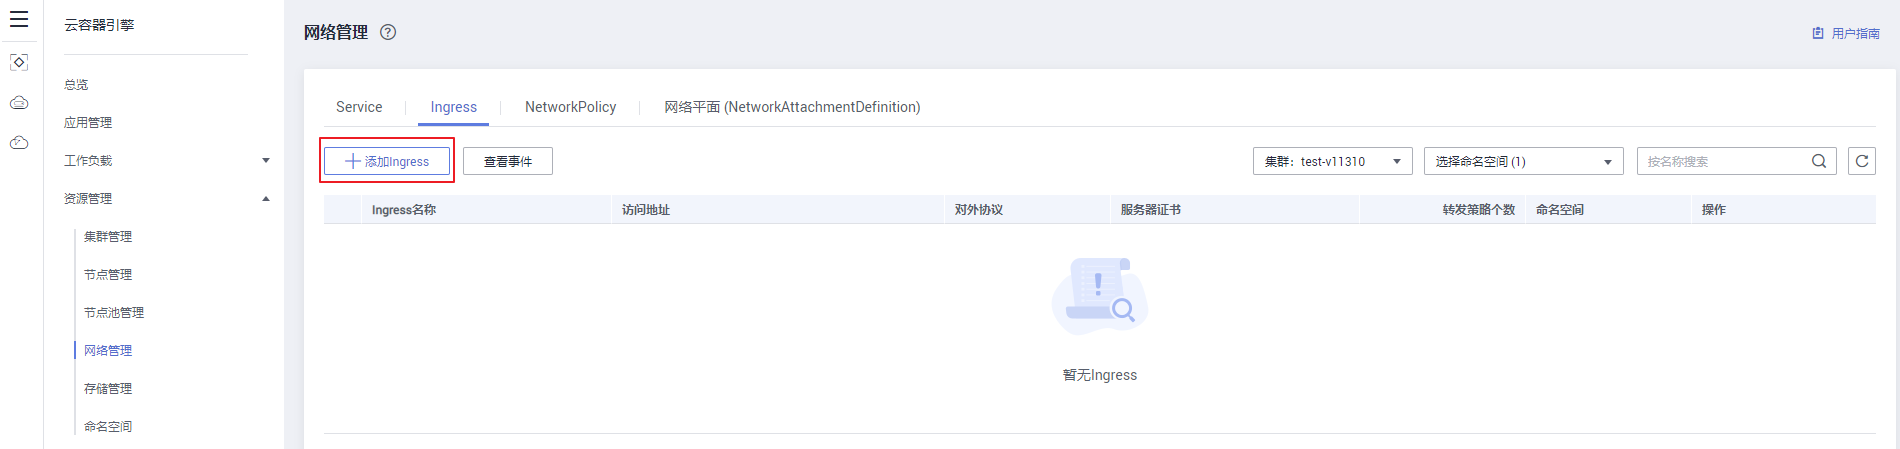 云容器引擎
总览
应用管理
工作负载
资源管理
集群管理
节点管理
节点池管理
网络管理
存储管理
命名空间
网络管理 ?
用户指南
Service Ingress NetworkPolicy 网络平面 (NetworkAttachmentDefinition)
添加Ingress 查看事件 集群：test-v11310 选择命名空间 (1) 按名称搜索
Ingress名称 访问地址 对外协议 服务器证书 转发策略个数 命名空间 操作
暂无Ingress